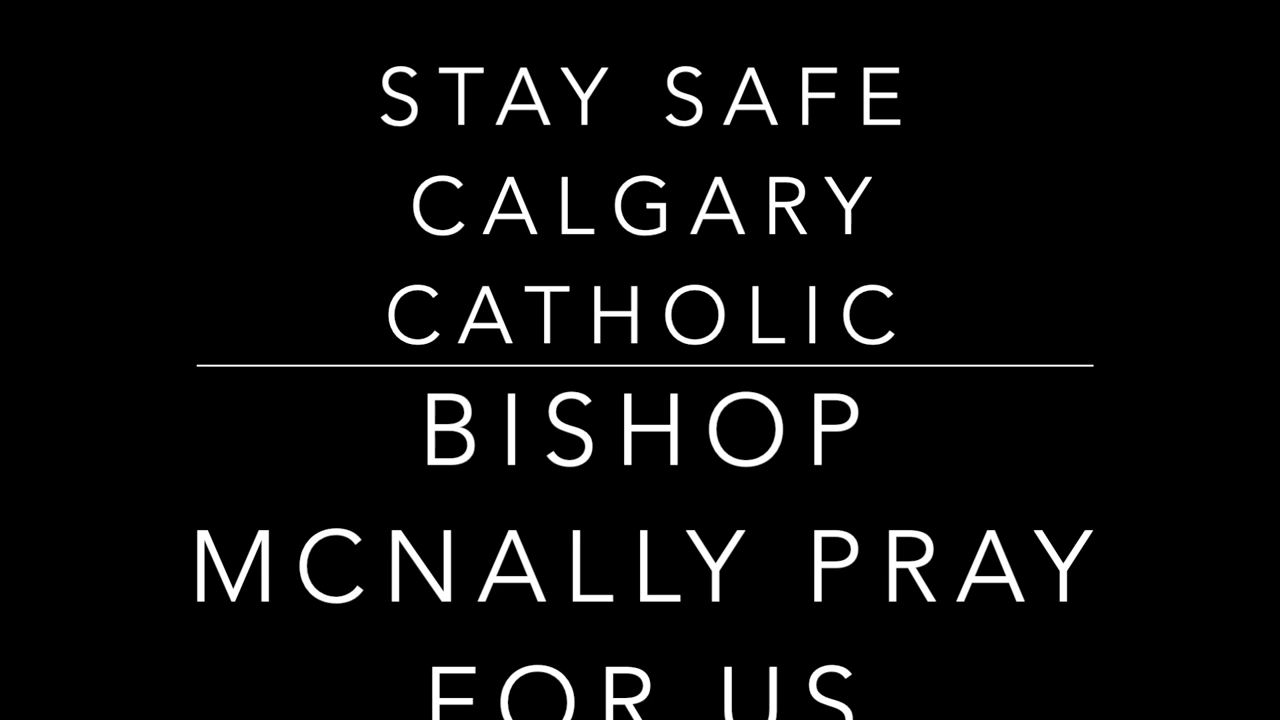 STAY SAFE
CALGARY
CATHOLIC
BISHOP
MCNALLY PRAY
FOR US